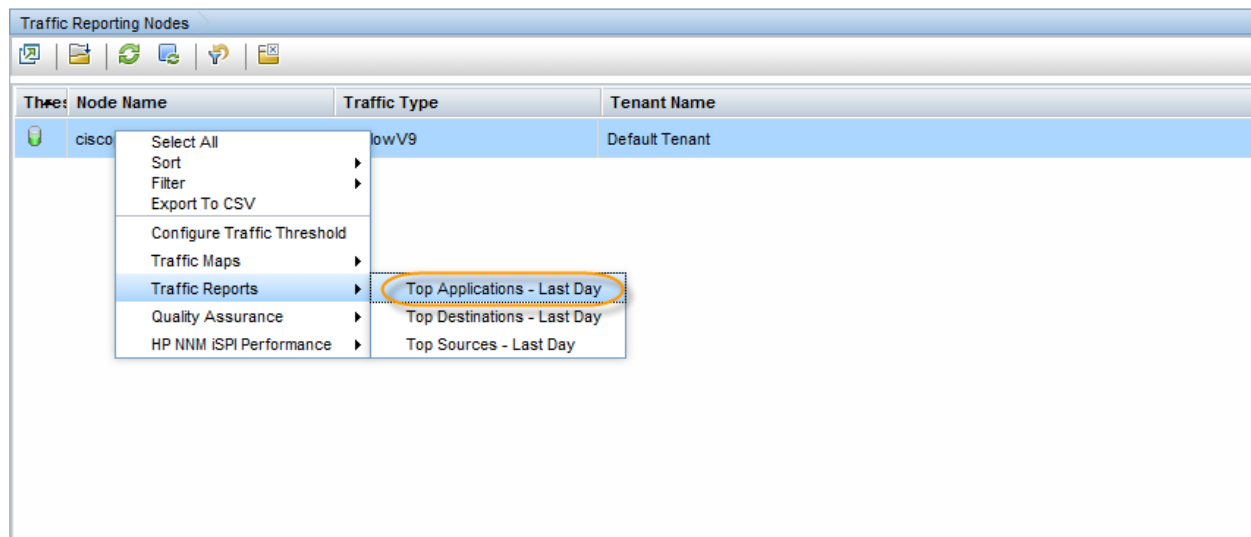 Traffic Reporting Nodes
Node Name Traffic Type Tenant Name
cisco lowV9 Default Tenant
Select All
Sort
Filter
Export To CSV
Configure Traffic Threshold
Traffic Maps
Traffic Reports Top Applications - Last Day
Quality Assurance Top Destinations - Last Day
HP NNM iSPI Performance Top Sources - Last Day